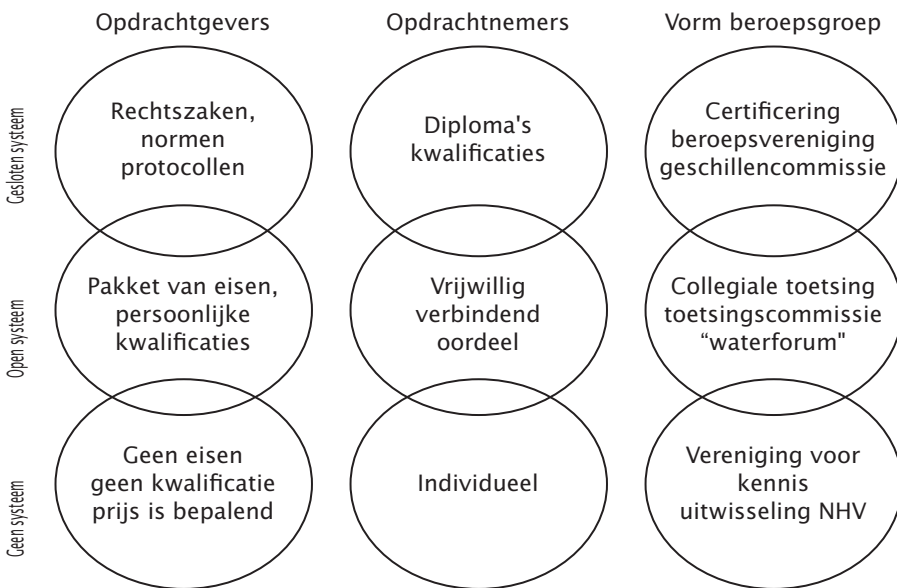 Opdrachtgevers Opdrachtnemers Vorm beroepsgroep
Gesloten systeem
Rechtszaken,
normen
protocollen
Diploma's
kwalificaties
Certificering
beroepsvereniging
geschillencommissie
Open systeem
Pakket van eisen,
persoonlijke
kwalificaties
Vrijwillig
verbindend
oordeel
Collegiale toetsing
toetsingscommissie
“waterforum"
Geen systeem
Geen eisen
geen kwalificatie
prijs is bepalend
Individueel
Vereniging voor
kennis
uitwisseling NHV